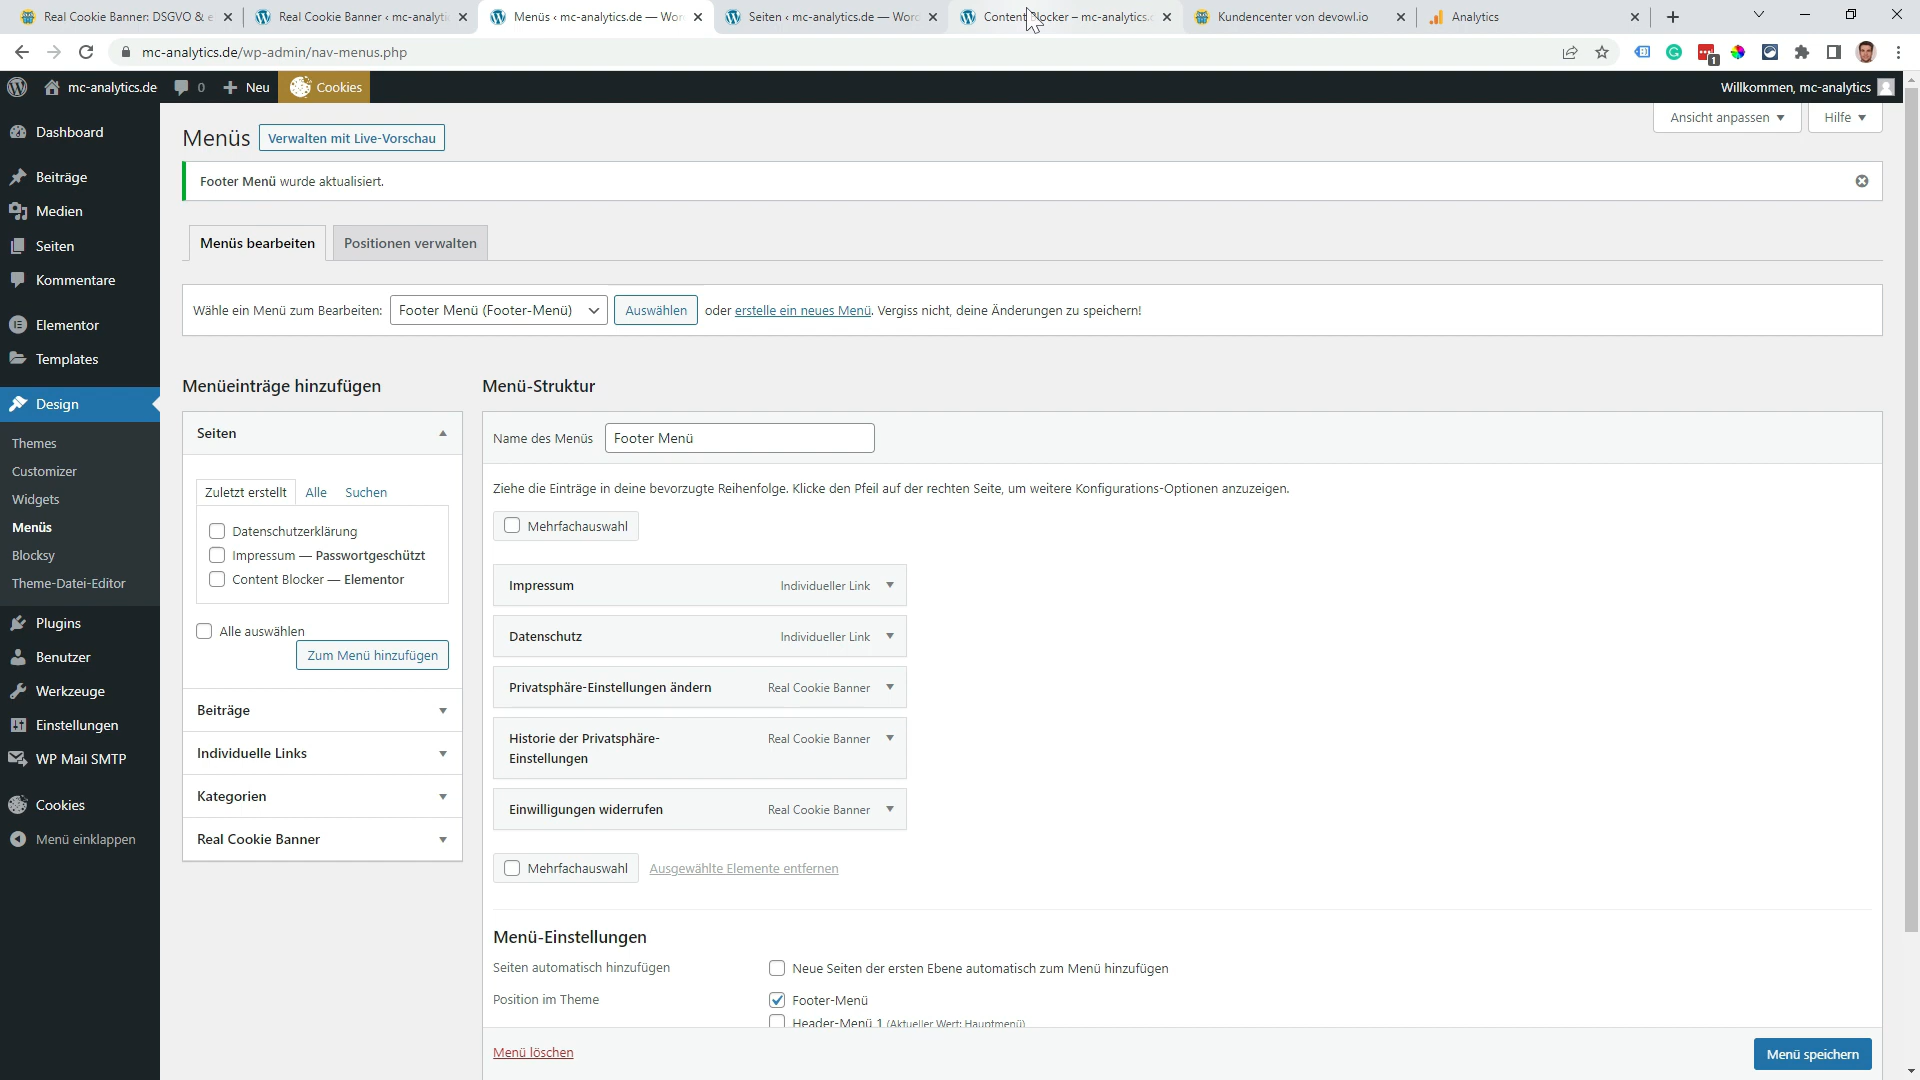 Real Cookie Banner: DSGVO & e
Real Cookie Banner ‹ mc-analytik
Menüs ‹ mc-analytics.de — Wor
Seiten ‹ mc-analytics.de — Word
Content Blocker – mc-analytics.
Kundencenter von devowl.io
Analytics
mc-analytics.de/wp-admin/nav-menus.php
1
mc-analytics.de
0
Neu
Cookies
Willkommen, mc-analytics
Ansicht anpassen
Hilfe
Dashboard
Beiträge
Medien
Seiten
Kommentare
Elementor
Templates
Design
Themes
Customizer
Widgets
Menüs
Blocksy
Theme-Datei-Editor
Plugins
Benutzer
Werkzeuge
Einstellungen
WP Mail SMTP
Cookies
Menü einklappen
Menüs
Verwalten mit Live-Vorschau
Footer Menü wurde aktualisiert.
Menüs bearbeiten
Positionen verwalten
Wähle ein Menü zum Bearbeiten: Footer Menü (Footer-Menü) Auswählen oder erstelle ein neues Menü. Vergiss nicht, deine Änderungen zu speichern!
Menüeinträge hinzufügen
Seiten
Zuletzt erstellt Alle Suchen
Datenschutzerklärung
Impressum — Passwortgeschützt
Content Blocker — Elementor
Alle auswählen
Zum Menü hinzufügen
Beiträge
Individuelle Links
Kategorien
Real Cookie Banner
Menü-Struktur
Name des Menüs Footer Menü
Ziehe die Einträge in deine bevorzugte Reihenfolge. Klicke den Pfeil auf der rechten Seite, um weitere Konfigurations-Optionen anzuzeigen.
Mehrfachauswahl
Impressum Individueller Link
Datenschutz Individueller Link
Privatsphäre-Einstellungen ändern Real Cookie Banner
Historie der Privatsphäre- Real Cookie Banner
Einstellungen
Einwilligungen widerrufen Real Cookie Banner
Mehrfachauswahl Ausgewählte Elemente entfernen
Menü-Einstellungen
Seiten automatisch hinzufügen Neue Seiten der ersten Ebene automatisch zum Menü hinzufügen
Position im Theme Footer-Menü
Header-Menü 1 (Aktueller Wert: Hauptmenü)
Menü löschen
Menü speichern